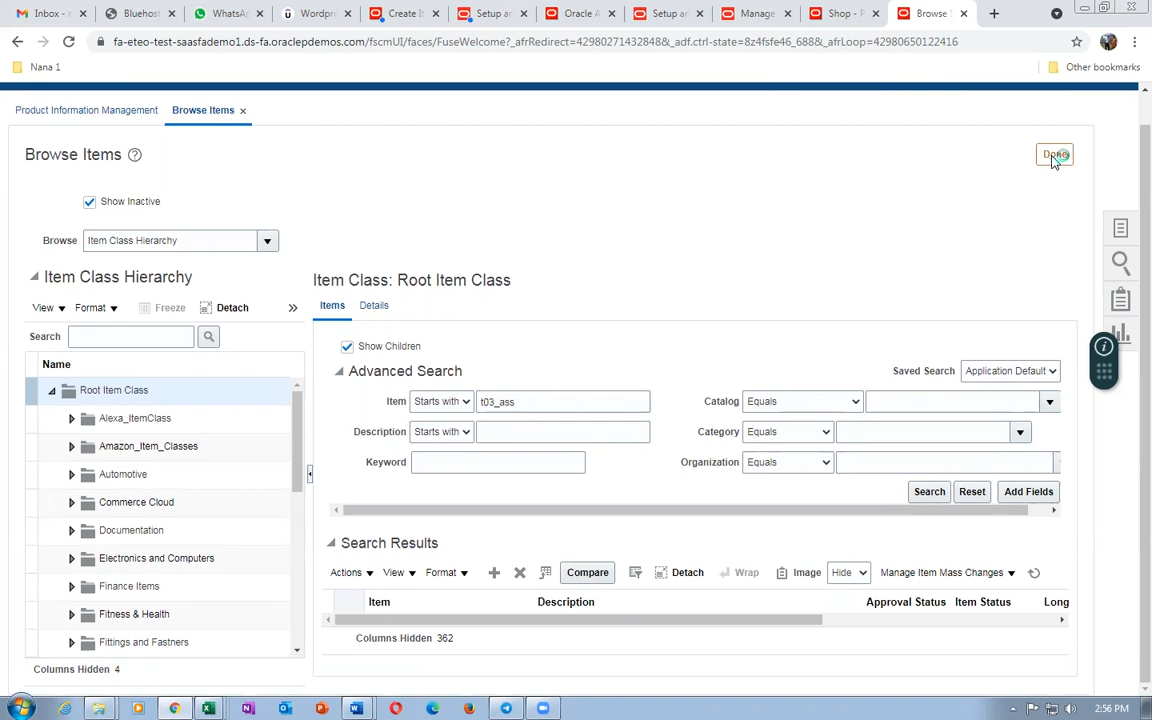 Inbox -
Bluehost
WhatsA
Wordpre
Create It
Setup ar
Oracle A
Setup ar
Manage
Shop - P
Browse
fa-eteo-test-saasfademo1.ds-fa.oraclepdemos.com/fscmUI/faces/FuseWelcome?_afrRedirect=42980271432848&_adf.ctrl-state=8z4fsfe46_688&_afrLoop=42980650122416
Nana 1
Other bookmarks
Product Information Management
Browse Items
Browse Items
Done
Show Inactive
Browse
Item Class Hierarchy
Item Class Hierarchy
Item Class: Root Item Class
View
Format
Freeze
Detach
Items
Details
Search
Show Children
Name
Advanced Search
Saved Search
Application Default
Root Item Class
Item
Starts with
t03_ass
Catalog
Equals
Alexa_ItemClass
Description
Starts with
Category
Equals
Amazon_Item_Classes
Keyword
Organization
Equals
Automotive
Search
Reset
Add Fields
Commerce Cloud
Documentation
Search Results
Electronics and Computers
Actions
View
Format
Compare
Detach
Wrap
Image
Hide
Manage Item Mass Changes
Finance Items
Item
Description
Approval Status
Item Status
Long
Fitness & Health
Columns Hidden 362
Fittings and Fastners
Columns Hidden 4
2:56 PM